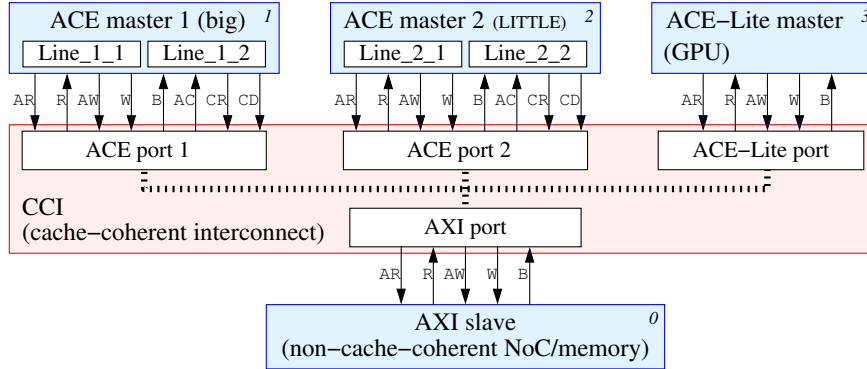 ACE master 1 (big) 1
Line_1_1 Line_1_2
ACE master 2 (LITTLE) 2
Line_2_1 Line_2_2
ACE−Lite master 3
(GPU)
AR R AW W B AC CR CD
AR R AW W B AC CR CD
AR R AW W B
ACE port 1
ACE port 2
ACE−Lite port
CCI
(cache−coherent interconnect)
AXI port
AR R AW W B
AXI slave 0
(non−cache−coherent NoC/memory)